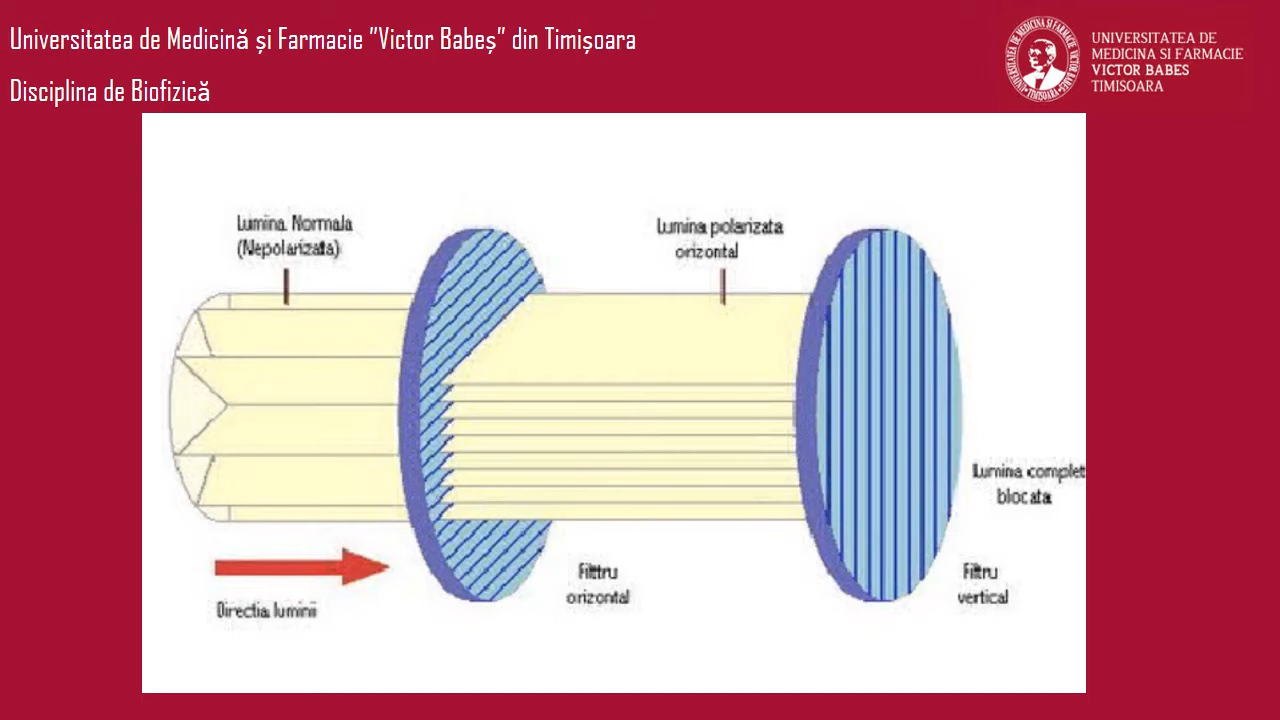 Universitatea de Medicină și Farmacie "Victor Babeș" din Timișoara
Disciplina de Biofizică
UNIVERSITATEA DE
MEDICINA SI FARMACIE
VICTOR BABES
TIMISOARA
Lumina Normala
(Nepolarizata)
Lumina polarizata
orizontal
Lumina complet
blocata
Filttru
orizontal
Filtru
vertical
Directia luminii